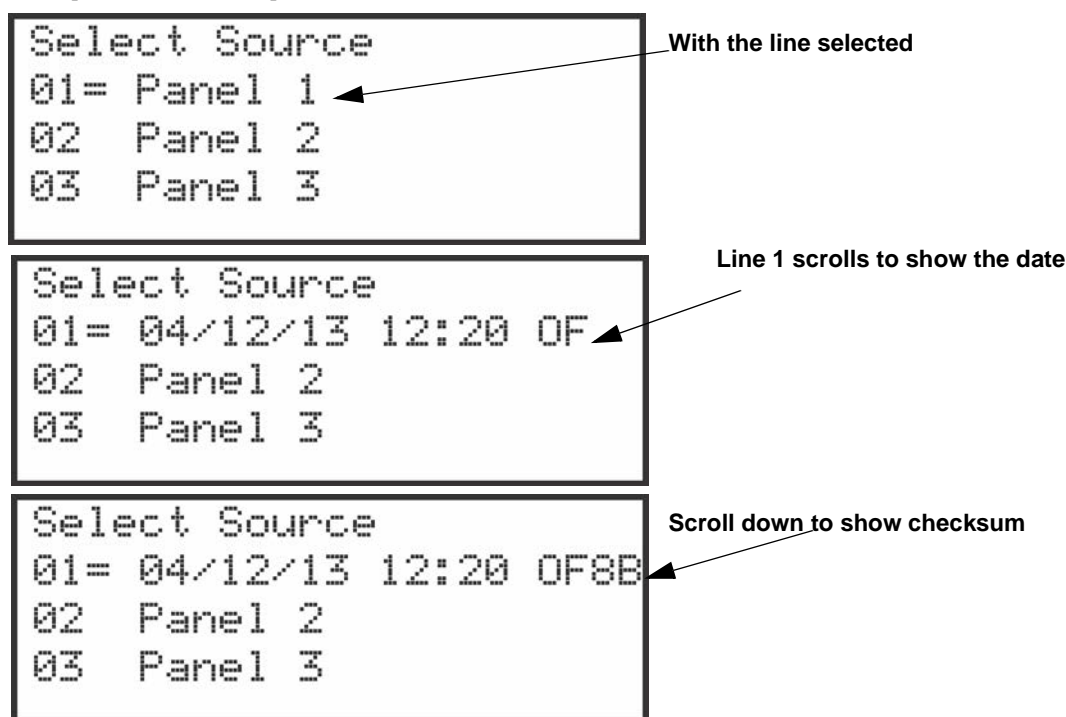 Select Source
With the line selected
01= Panel 1
02 Panel 2
03 Panel 3
Line 1 scrolls to show the date
Select Source
01= 04/12/13 12:20 OF
02 Panel 2
03 Panel 3
Select Source
Scroll down to show checksum
01= 04/12/13 12:20 OF8B
02 Panel 2
03 Panel 3